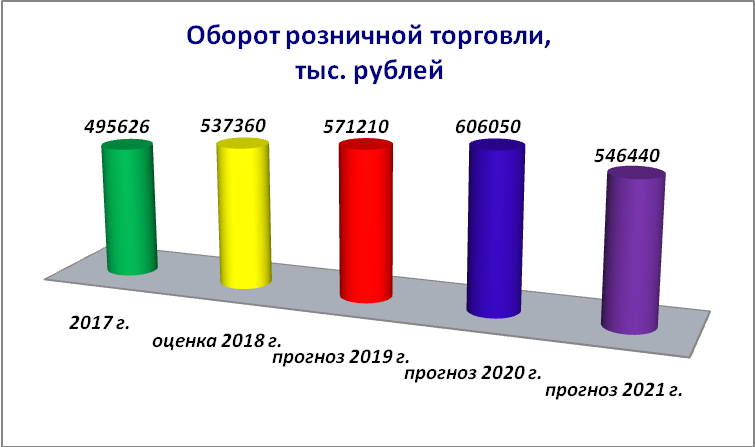 Оборот розничной торговли,
тыс. рублей
495626
537360
571210
606050
546440
2017 г.
оценка 2018 г.
прогноз 2019 г.
прогноз 2020 г.
прогноз 2021 г.